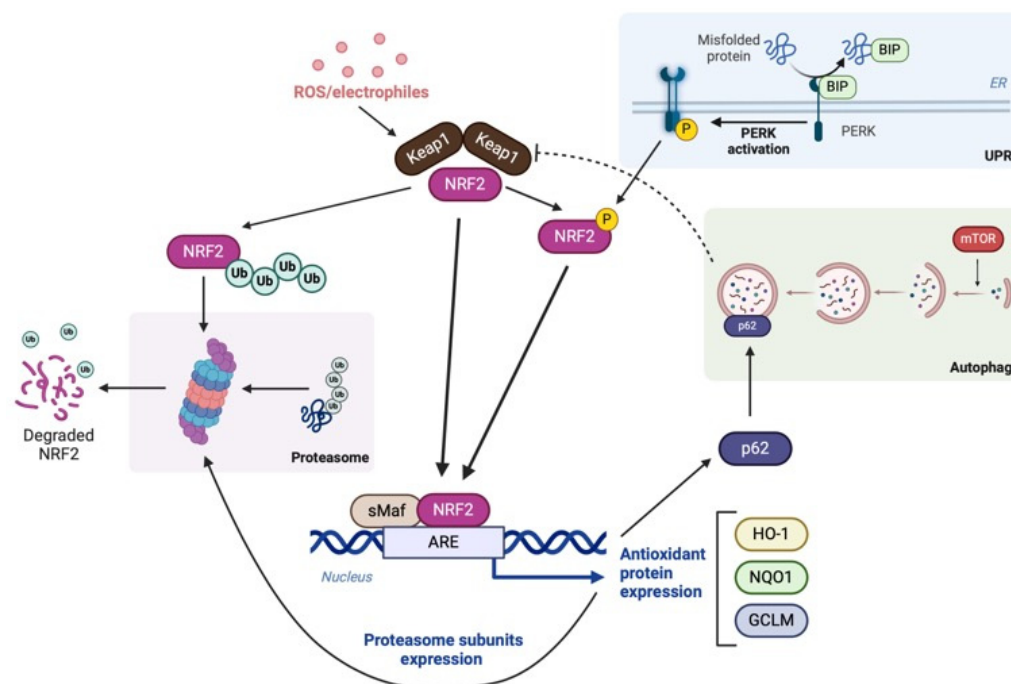 ROS/electrophiles
Keap1
Keap1
NRF2
Misfolded
protein
BIP
BIP
ER
P
PERK
activation
PERK
UPR
NRF2
P
NRF2
Ub
Ub
Ub
Ub
mTOR
p62
Autophag
Ub
Ub
Ub
Ub
Ub
Ub
Degraded
NRF2
Proteasome
p62
sMaf
NRF2
ARE
Nucleus
Antioxidant
protein
expression
HO-1
NQO1
GCLM
Proteasome subunits
expression